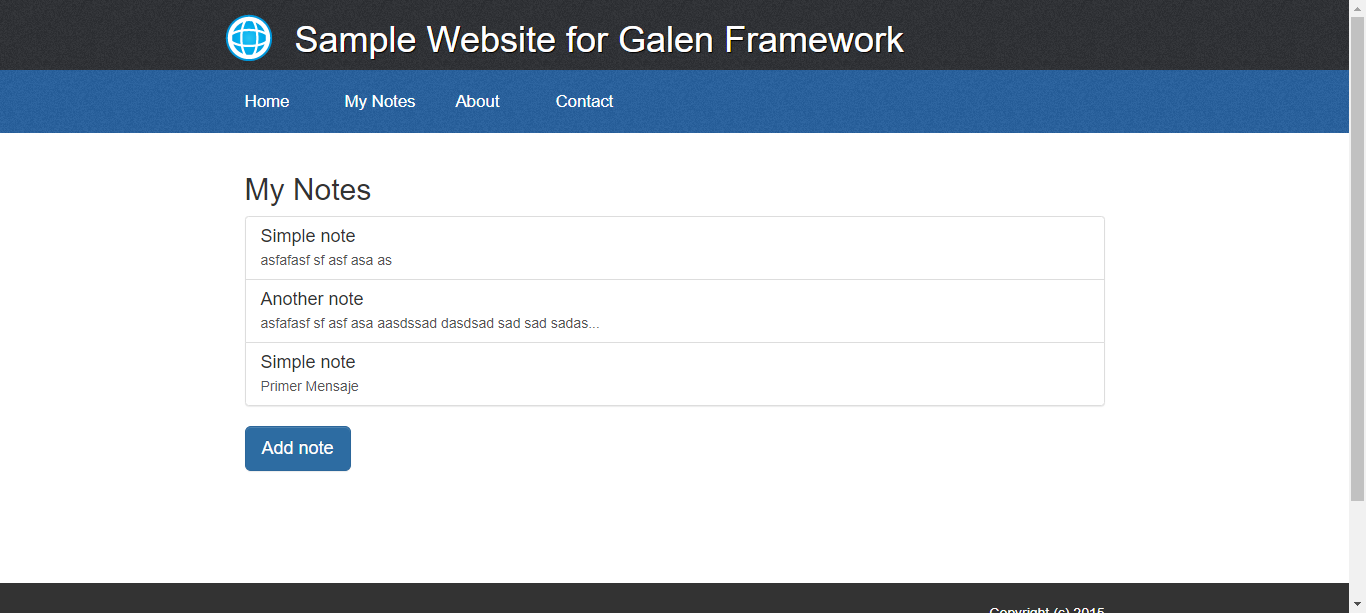 Sample Website for Galen Framework
Home My Notes About Contact
My Notes
Simple note
asfafasf sf asf asa as
Another note
asfafasf sf asf asa aasdssad dasdsad sad sad sadas...
Simple note
Primer Mensaje
Add note
Copyright (c) 2015